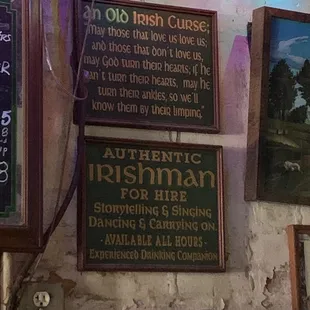 an Old Irish Curse:
may those that love us love us;
and those that don't love us,
may God turn their hearts; if he
can't turn their hearts, may he
turn their ankles, so we'll
know them by their limping."
AUTHENTIC
IRISHMAN
FOR HIRE
Storytelling & Singing
Dancing & Carrying on.
· AVAILABLE ALL HOURS ·
Experienced Drinking Companion